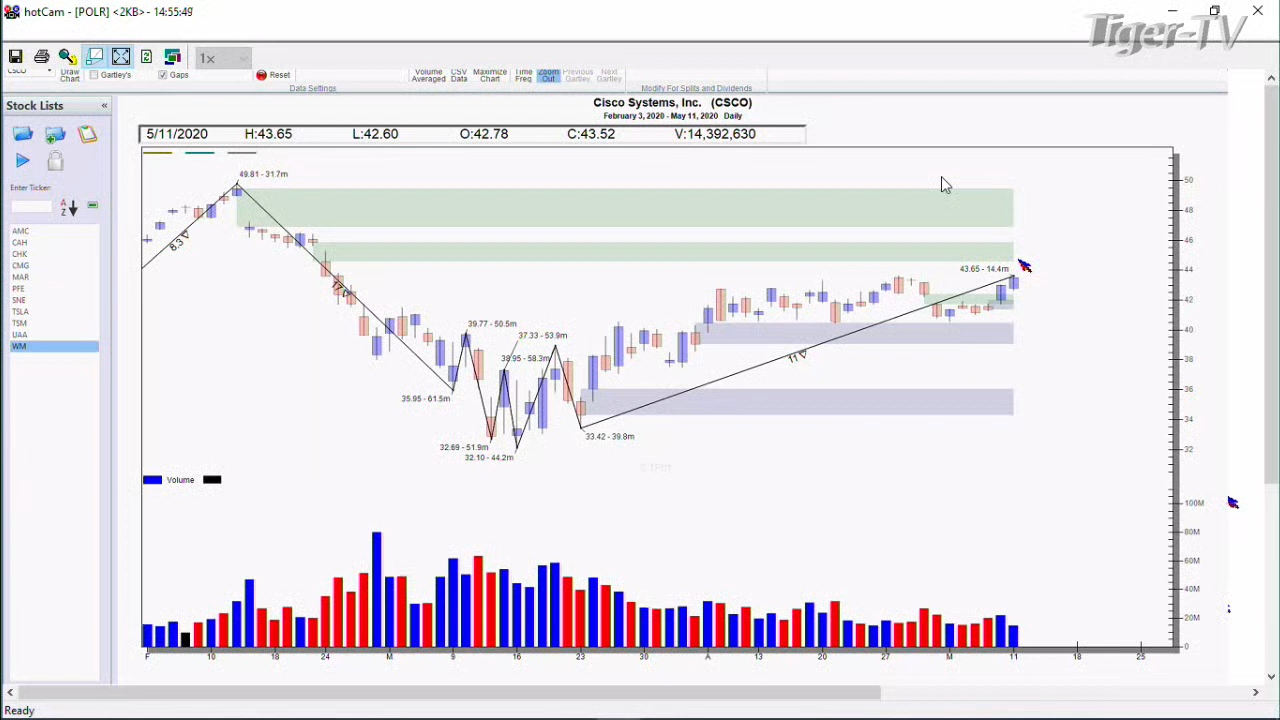 hotCam - [POLR] <2KB> - 14:55:49
Tiger-TV
1x
CSCO
Draw Chart
Gartley's
Gaps
Reset
Volume Averaged
CSV Data
Maximize Chart
Time Freq
Zoom Out
Previous Gartley
Next Gartley
Data Settings
Modify For Splits and Dividends
Stock Lists «
Enter Ticker:
A
Z
AMC
CAH
CHK
CMG
MAR
PFE
SNE
TSLA
TSM
UAA
WM
Cisco Systems, Inc. (CSCO)
February 3, 2020 - May 11, 2020 Daily
5/11/2020 H:43.65 L:42.60 O:42.78 C:43.52 V:14,392,630
49.81 - 31.7m
8.3
43.65 - 14.4m
39.77 - 50.5m
37.33 - 53.9m
38.95 - 58.3m
11
35.95 - 61.5m
33.42 - 39.8m
32.69 - 51.9m
32.10 - 44.2m
50
48
46
44
42
40
38
36
34
32
Volume
100M
80M
60M
40M
20M
0
F 10 18 24 M 9 16 23 30 A 13 20 27 M 11 18 25
Ready